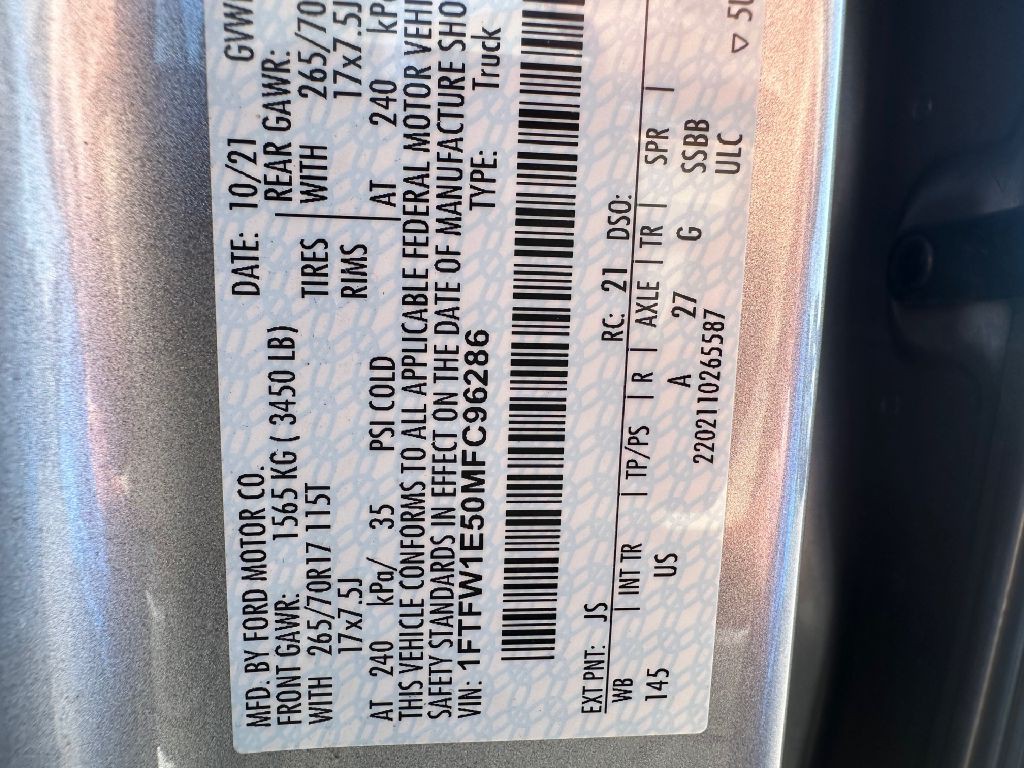 MFD. BY FORD MOTOR CO. DATE: 10/21 GVWR
FRONT GAWR: 1565 KG ( 3450 LB) REAR GAWR:
WITH 265/70R17 115T TIRES WITH 265/70
17x7.5J RIMS 17x7.5J
AT 240 kPa/ 35 PSI COLD AT 240 kPa
THIS VEHICLE CONFORMS TO ALL APPLICABLE FEDERAL MOTOR VEHI
SAFETY STANDARDS IN EFFECT ON THE DATE OF MANUFACTURE SHO
VIN: 1FTFW1E50MFC96286 TYPE: Truck
EXT PNT: JS RC: 21 DSO:
WB | INT TR | TP/PS | R | AXLE | TR | SPR |
145 US A 27 G SSBB
2202110265587 ULC
▽ 5U